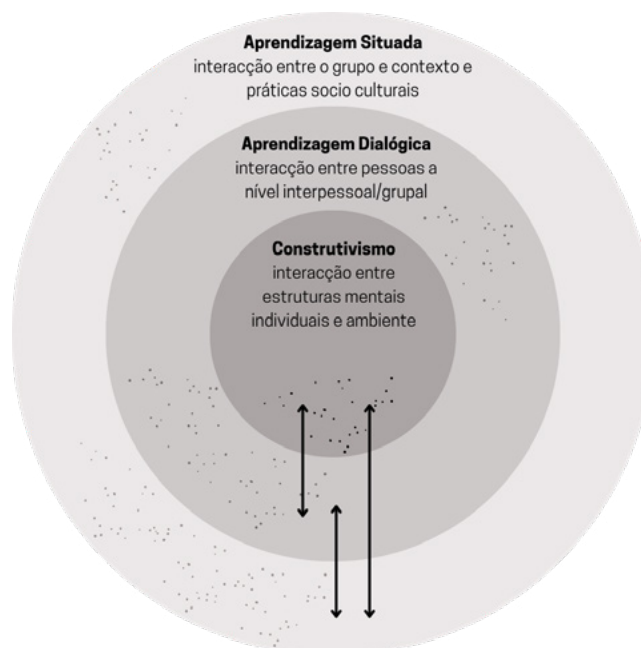 Aprendizagem Situada
interacção entre o grupo e contexto e
práticas socio culturais
Aprendizagem Dialógica
interacção entre pessoas a
nível interpessoal/grupal
Construtivismo
interacção entre
estruturas mentais
individuais e ambiente